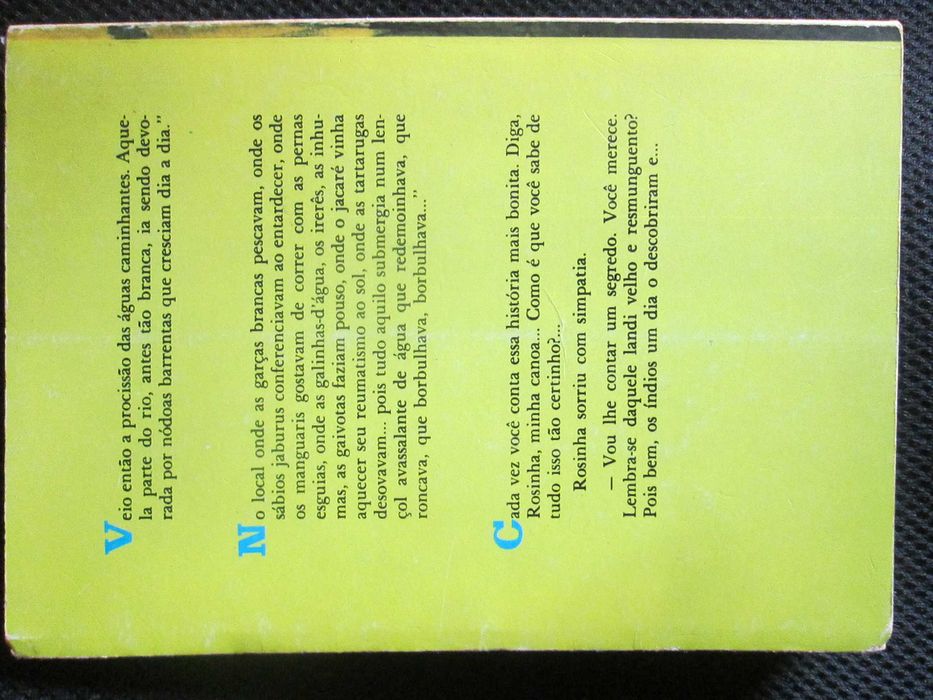 Veio então a procissão das águas caminhantes. Aque-
la parte do rio, antes tão branca, ia sendo devo-
rada por nódoas barrentas que cresciam dia a dia."
No local onde as garças brancas pescavam, onde os
sábios jaburus conferenciavam ao entardecer, onde
os manguaris gostavam de correr com as pernas
esguias, onde as galinhas-d'água, os irerês, as inhu-
mas, as gaivotas faziam pouso, onde o jacaré vinha
aquecer seu reumatismo ao sol, onde as tartarugas
desovavam... pois tudo aquilo submergia num len-
çol avassalante de água que redemoinhava, que
roncava, que borbulhava, borbulhava..."
Cada vez você conta essa história mais bonita. Diga,
Rosinha, minha canoa... Como é que você sabe de
tudo isso tão certinho?...
Rosinha sorriu com simpatia.
— Vou lhe contar um segredo. Você merece.
Lembra-se daquele landi velho e resmunguento?
Pois bem, os índios um dia o descobriram e...